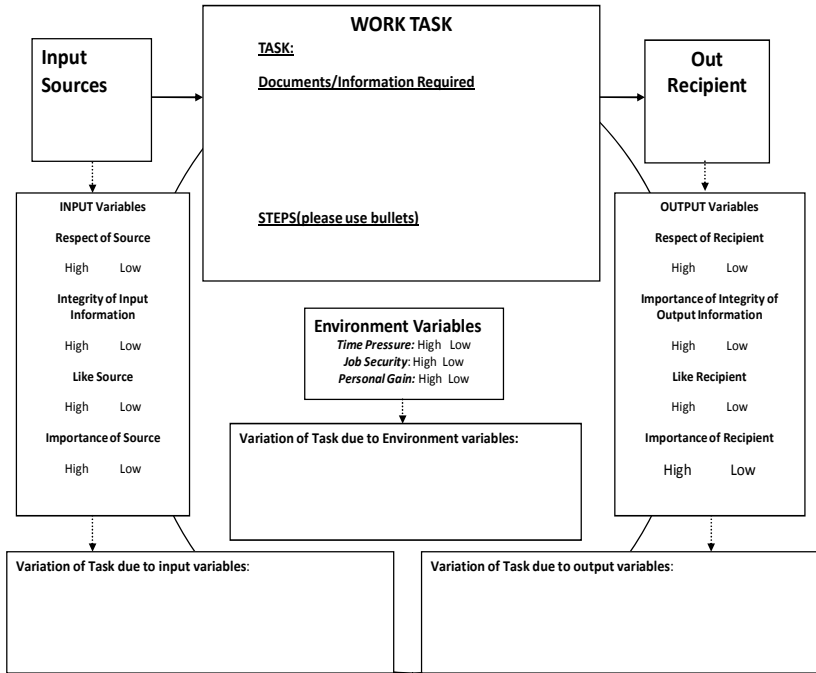 WORK TASK
TASK:
Documents/Information Required
STEPS(please use bullets)
Input
Sources
Out
Recipient
INPUT Variables
Respect of Source
High Low
Integrity of Input
Information
High Low
Like Source
High Low
Importance of Source
High Low
Environment Variables
Time Pressure: High Low
Job Security: High Low
Personal Gain: High Low
Variation of Task due to Environment variables:
OUTPUT Variables
Respect of Recipient
High Low
Importance of Integrity of
Output Information
High Low
Like Recipient
High Low
Importance of Recipient
High Low
Variation of Task due to input variables:
Variation of Task due to output variables: